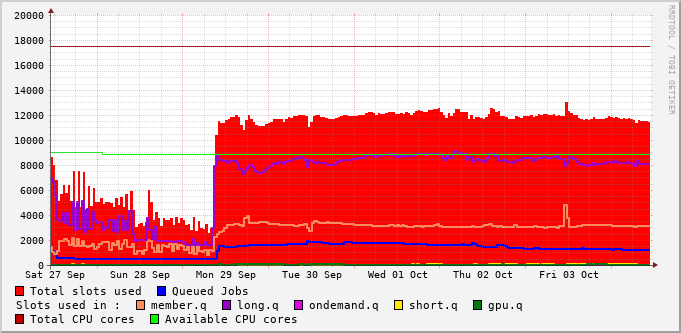 20000
18000
16000
14000
12000
10000
8000
6000
4000
2000
0
Sat 27 Sep Sun 28 Sep Mon 29 Sep Tue 30 Sep Wed 01 Oct Thu 02 Oct Fri 03 Oct
Total slots used Queued Jobs
Slots used in : member.q long.q ondemand.q short.q gpu.q
Total CPU cores Available CPU cores
RRDTOOL / TOBI OETIKER